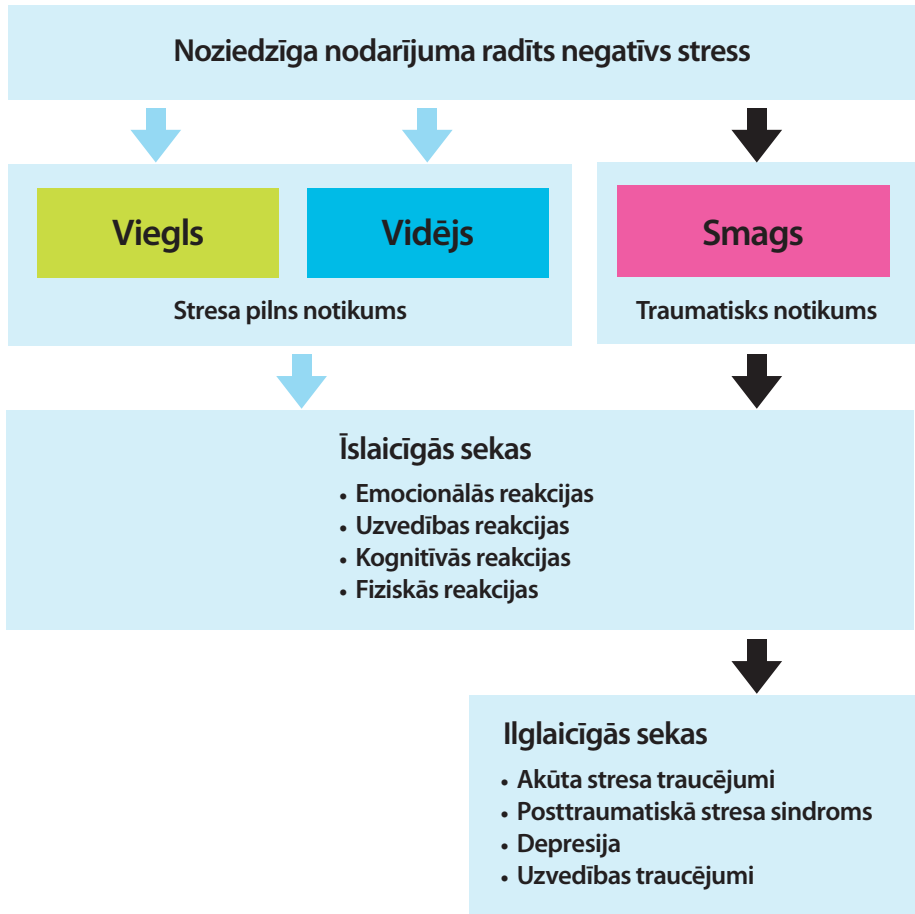 Noziedzīga nodarījuma radīts negatīvs stress
Viegls
Vidējs
Stresa pilns notikums
Smags
Traumatisks notikums
Īslaicīgās sekas
• Emocionālās reakcijas
• Uzvedības reakcijas
• Kognitīvās reakcijas
• Fiziskās reakcijas
Ilglaicīgās sekas
• Akūta stresa traucējumi
• Posttraumatiskā stresa sindroms
• Depresija
• Uzvedības traucējumi